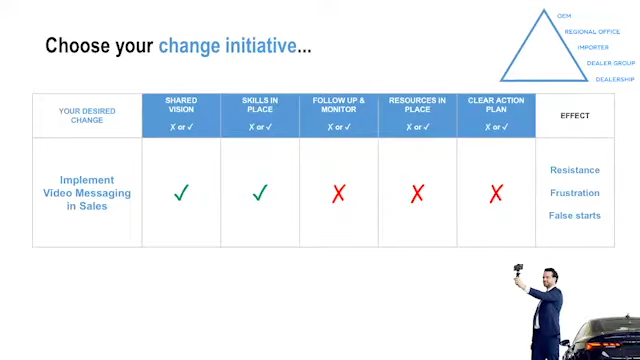 Choose your change initiative...
OEM
REGIONAL OFFICE
IMPORTER
DEALER GROUP
DEALERSHIP
YOUR DESIRED
CHANGE
SHARED
VISION
✗ or ✓
SKILLS IN
PLACE
✗ or ✓
FOLLOW UP &
MONITOR
✗ or ✓
RESOURCES IN
PLACE
✗ or ✓
CLEAR ACTION
PLAN
✗ or ✓
EFFECT
Implement
Video Messaging
in Sales
✓
✓
✗
✗
✗
Resistance
Frustration
False starts